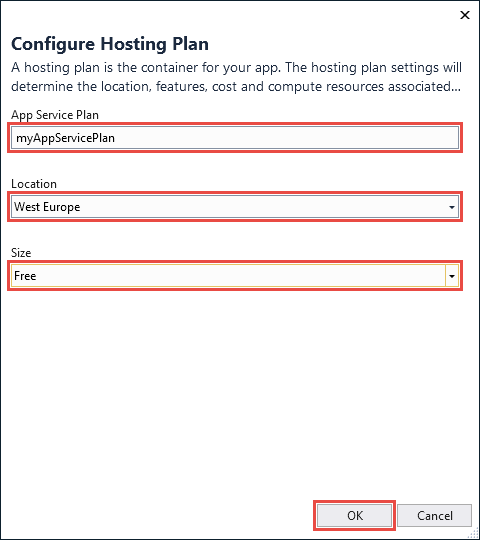 Configure Hosting Plan
A hosting plan is the container for your app. The hosting plan settings will
determine the location, features, cost and compute resources associated...
App Service Plan
myAppServicePlan
Location
West Europe
Size
Free
OK
Cancel